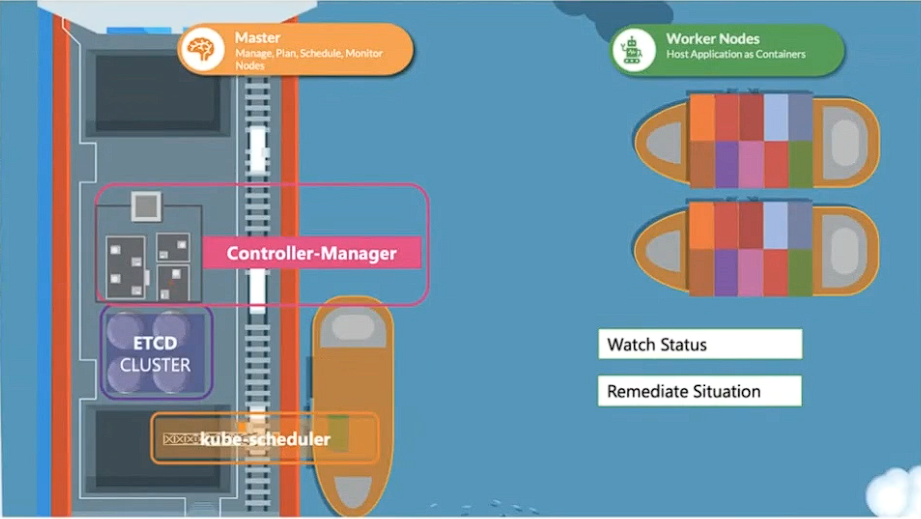 Master
Manage, Plan, Schedule, Monitor
Nodes
Worker Nodes
Host Application as Containers
Controller-Manager
ETCD
CLUSTER
Watch Status
Remediate Situation
kube-scheduler